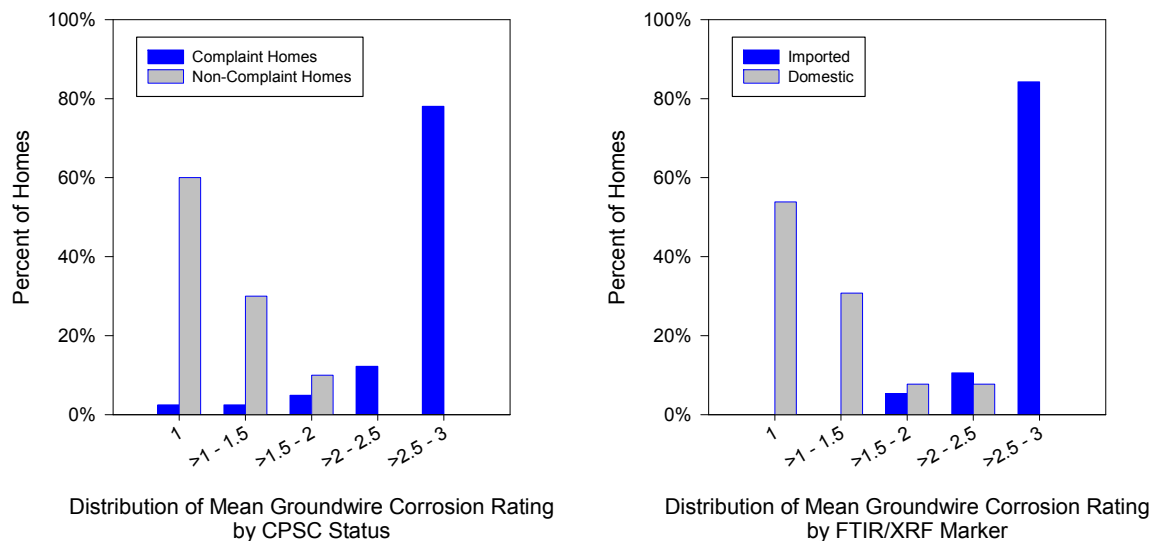 100%
80%
60%
40%
20%
0%
Percent of Homes
Complaint Homes
Non-Complaint Homes
1
>1 - 1.5
>1.5 - 2
>2 - 2.5
>2.5 - 3
Distribution of Mean Groundwire Corrosion Rating
by CPSC Status
100%
80%
60%
40%
20%
0%
Percent of Homes
Imported
Domestic
1
>1 - 1.5
>1.5 - 2
>2 - 2.5
>2.5 - 3
Distribution of Mean Groundwire Corrosion Rating
by FTIR/XRF Marker